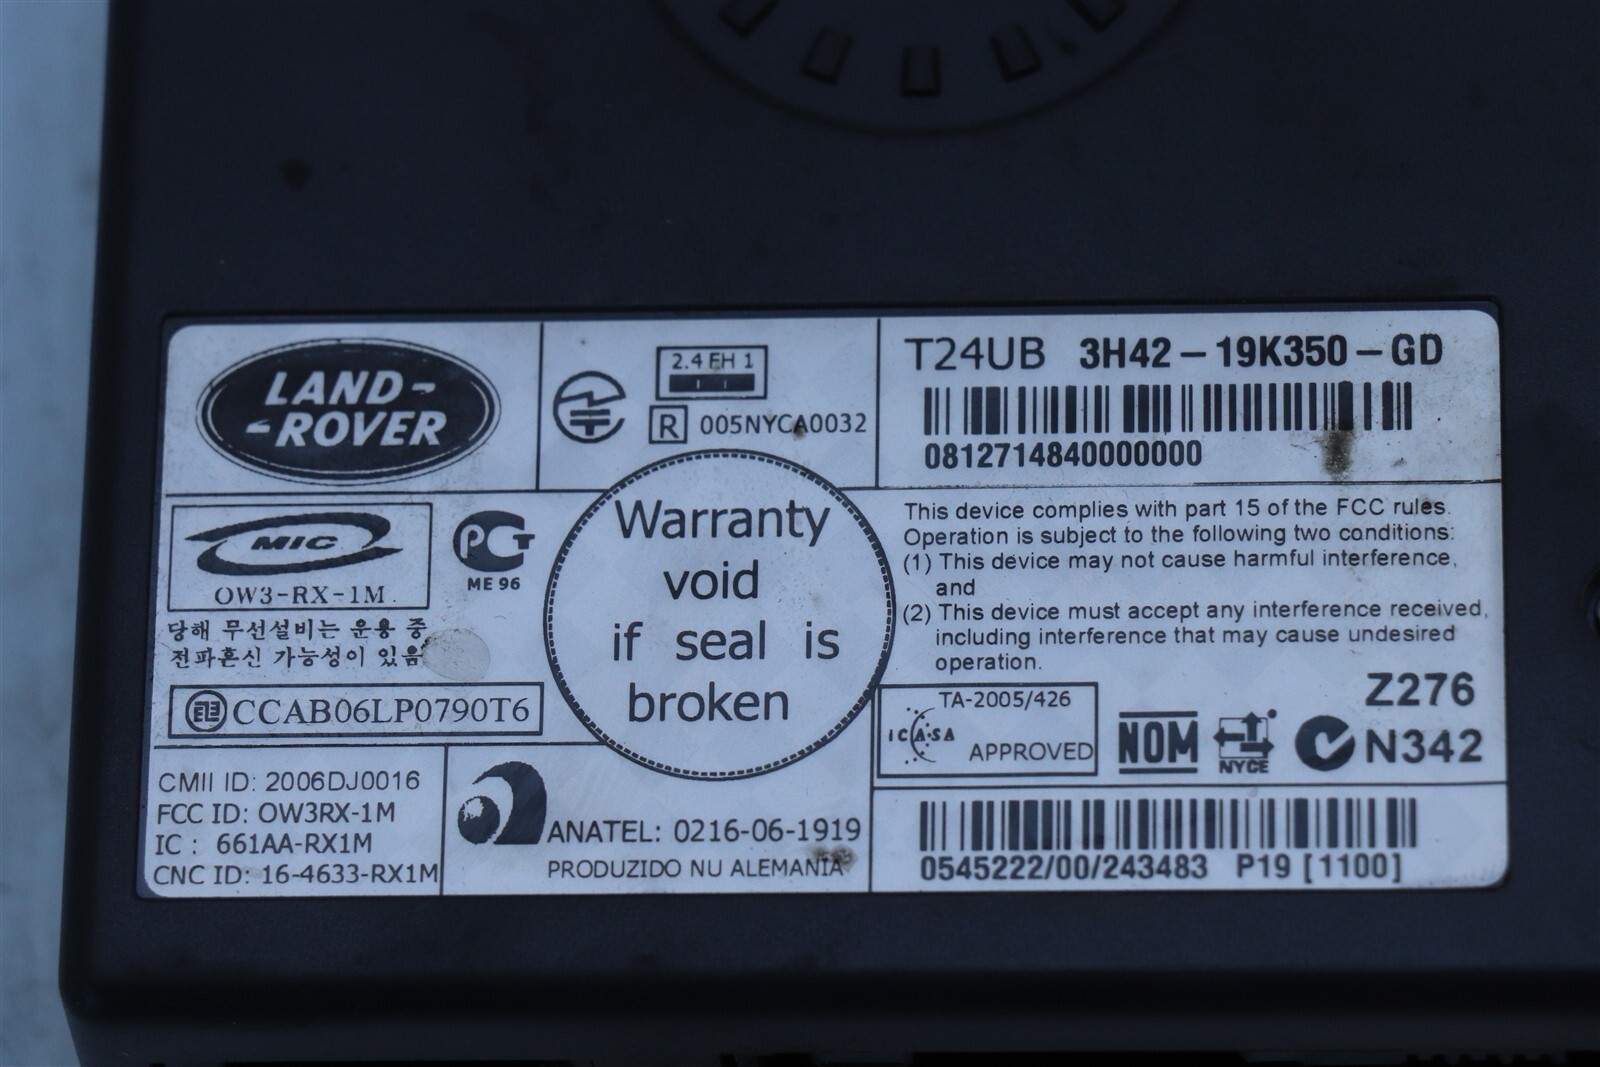 LAND-
-ROVER
2.4 FH 1
R 005NYCA0032
T24UB 3H42-19K350-GD
0812714840000000
MIC
OW3-RX-1M
당해 무선설비는 운용 중
전파혼신 가능성이 있음
CCAB06LP0790T6
PCT
ME 96
Warranty
void
if seal is
broken
This device complies with part 15 of the FCC rules.
Operation is subject to the following two conditions:
(1) This device may not cause harmful interference,
and
(2) This device must accept any interference received,
including interference that may cause undesired
operation.
TA-2005/426
ICASA
APPROVED
NOM
NYCE
Z276
N342
CMII ID: 2006DJ0016
FCC ID: OW3RX-1M
IC : 661AA-RX1M
CNC ID: 16-4633-RX1M
ANATEL: 0216-06-1919
PRODUZIDO NU ALEMANIA
0545222/00/243483 P19 [1100]